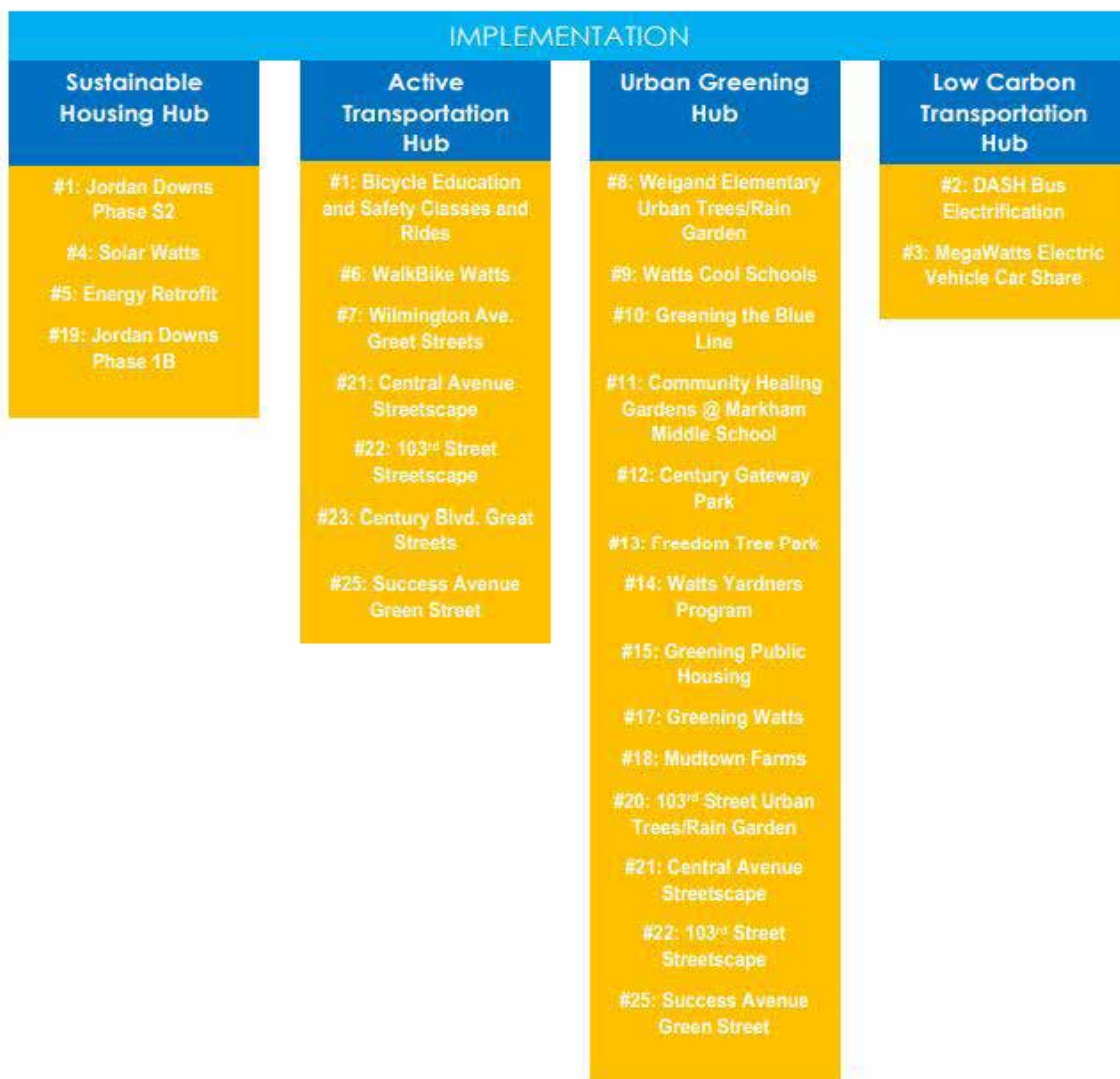 IMPLEMENTATION
Sustainable
Housing Hub
#1: Jordan Downs
Phase S2
#4: Solar Watts
#5: Energy Retrofit
#19: Jordan Downs
Phase 1B
Active
Transportation
Hub
#1: Bicycle Education
and Safety Classes and
Rides
#6: WalkBike Watts
#7: Wilmington Ave.
Greet Streets
#21: Central Avenue
Streetscape
#22: 103rd Street
Streetscape
#23: Century Blvd. Great
Streets
#25: Success Avenue
Green Street
Urban Greening
Hub
#8: Weigand Elementary
Urban Trees/Rain
Garden
#9: Watts Cool Schools
#10: Greening the Blue
Line
#11: Community Healing
Gardens @ Markham
Middle School
#12: Century Gateway
Park
#13: Freedom Tree Park
#14: Watts Yardners
Program
#15: Greening Public
Housing
#17: Greening Watts
#18: Mudtown Farms
#20: 103rd Street Urban
Trees/Rain Garden
#21: Central Avenue
Streetscape
#22: 103rd Street
Streetscape
#25: Success Avenue
Green Street
Low Carbon
Transportation
Hub
#2: DASH Bus
Electrification
#3: MegaWatts Electric
Vehicle Car Share